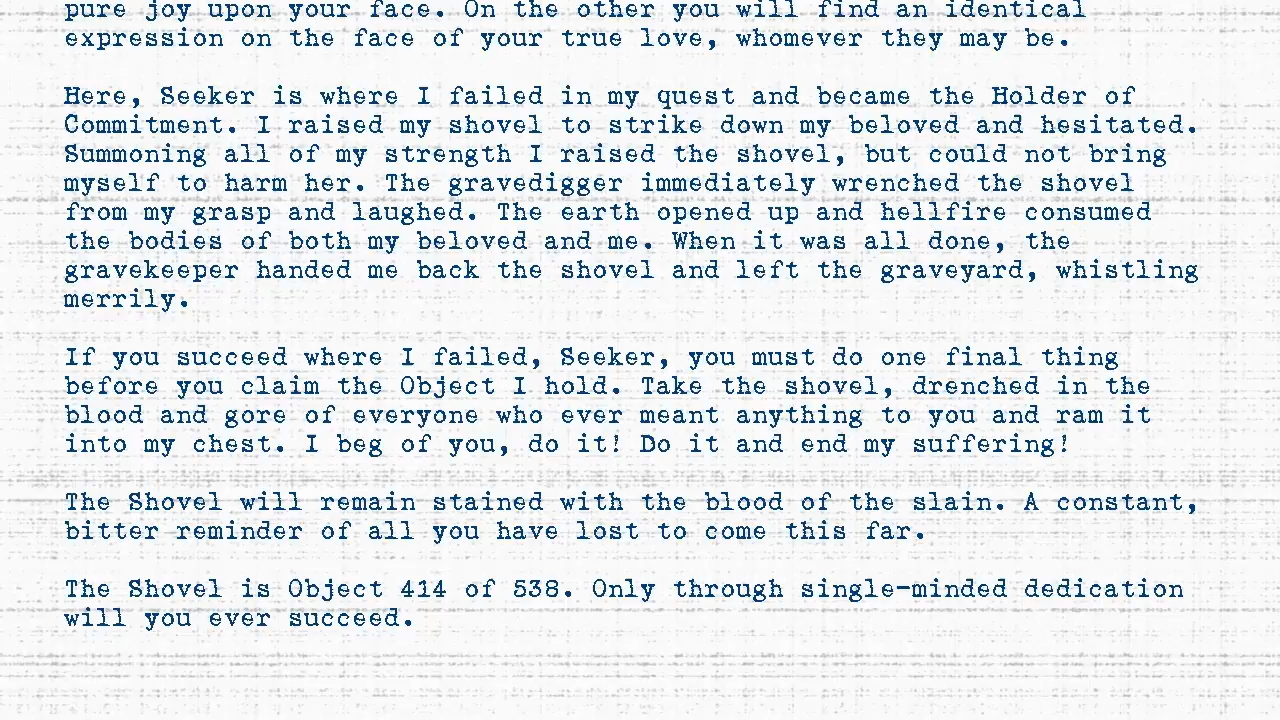 pure joy upon your face. On the other you will find an identical
expression on the face of your true love, whomever they may be.
Here, Seeker is where I failed in my quest and became the Holder of
Commitment. I raised my shovel to strike down my beloved and hesitated.
Summoning all of my strength I raised the shovel, but could not bring
myself to harm her. The gravedigger immediately wrenched the shovel
from my grasp and laughed. The earth opened up and hellfire consumed
the bodies of both my beloved and me. When it was all done, the
gravekeeper handed me back the shovel and left the graveyard, whistling
merrily.
If you succeed where I failed, Seeker, you must do one final thing
before you claim the Object I hold. Take the shovel, drenched in the
blood and gore of everyone who ever meant anything to you and ram it
into my chest. I beg of you, do it! Do it and end my suffering!
The Shovel will remain stained with the blood of the slain. A constant,
bitter reminder of all you have lost to come this far.
The Shovel is Object 414 of 538. Only through single-minded dedication
will you ever succeed.